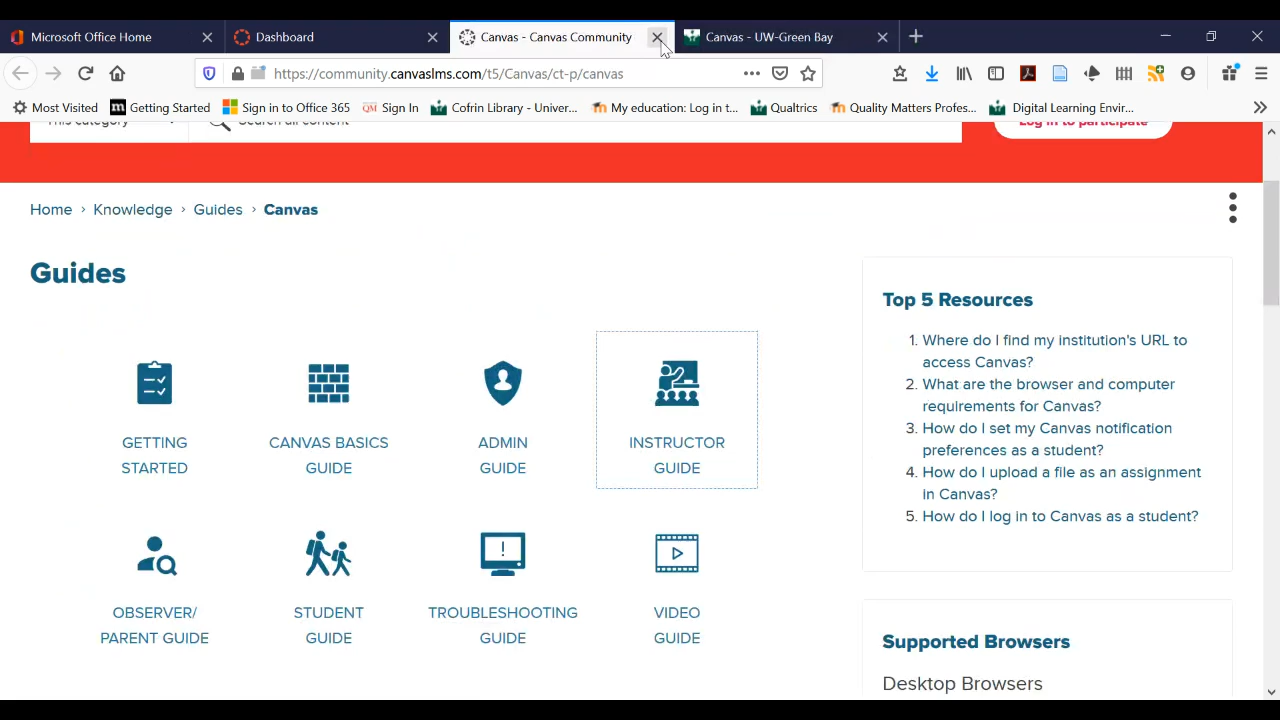 Microsoft Office Home
Dashboard
Canvas - Canvas Community
Canvas - UW-Green Bay
https://community.canvaslms.com/t5/Canvas/ct-p/canvas
Most Visited
Getting Started
Sign in to Office 365
QM Sign In
Cofrin Library - Univer...
My education: Log in t...
Qualtrics
Quality Matters Profes...
Digital Learning Envir...
This category
Search all content
Log in to participate
Home > Knowledge > Guides > Canvas
Guides
GETTING
STARTED
CANVAS BASICS
GUIDE
ADMIN
GUIDE
INSTRUCTOR
GUIDE
OBSERVER/
PARENT GUIDE
STUDENT
GUIDE
TROUBLESHOOTING
GUIDE
VIDEO
GUIDE
Top 5 Resources
1. Where do I find my institution's URL to
access Canvas?
2. What are the browser and computer
requirements for Canvas?
3. How do I set my Canvas notification
preferences as a student?
4. How do I upload a file as an assignment
in Canvas?
5. How do I log in to Canvas as a student?
Supported Browsers
Desktop Browsers